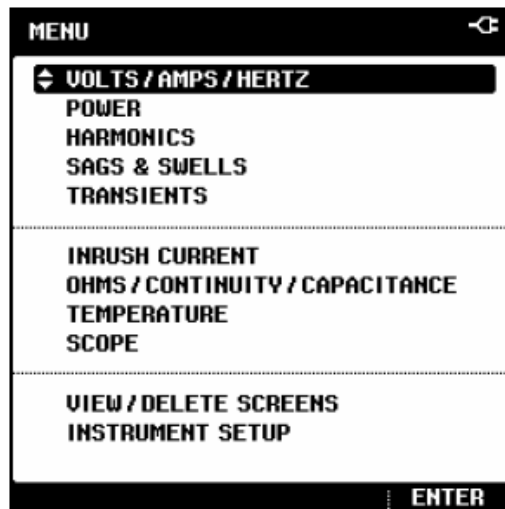 MENU
VOLTS/AMPS/HERTZ
POWER
HARMONICS
SAGS & SWELLS
TRANSIENTS
INRUSH CURRENT
OHMS/CONTINUITY/CAPACITANCE
TEMPERATURE
SCOPE
VIEW/DELETE SCREENS
INSTRUMENT SETUP
ENTER